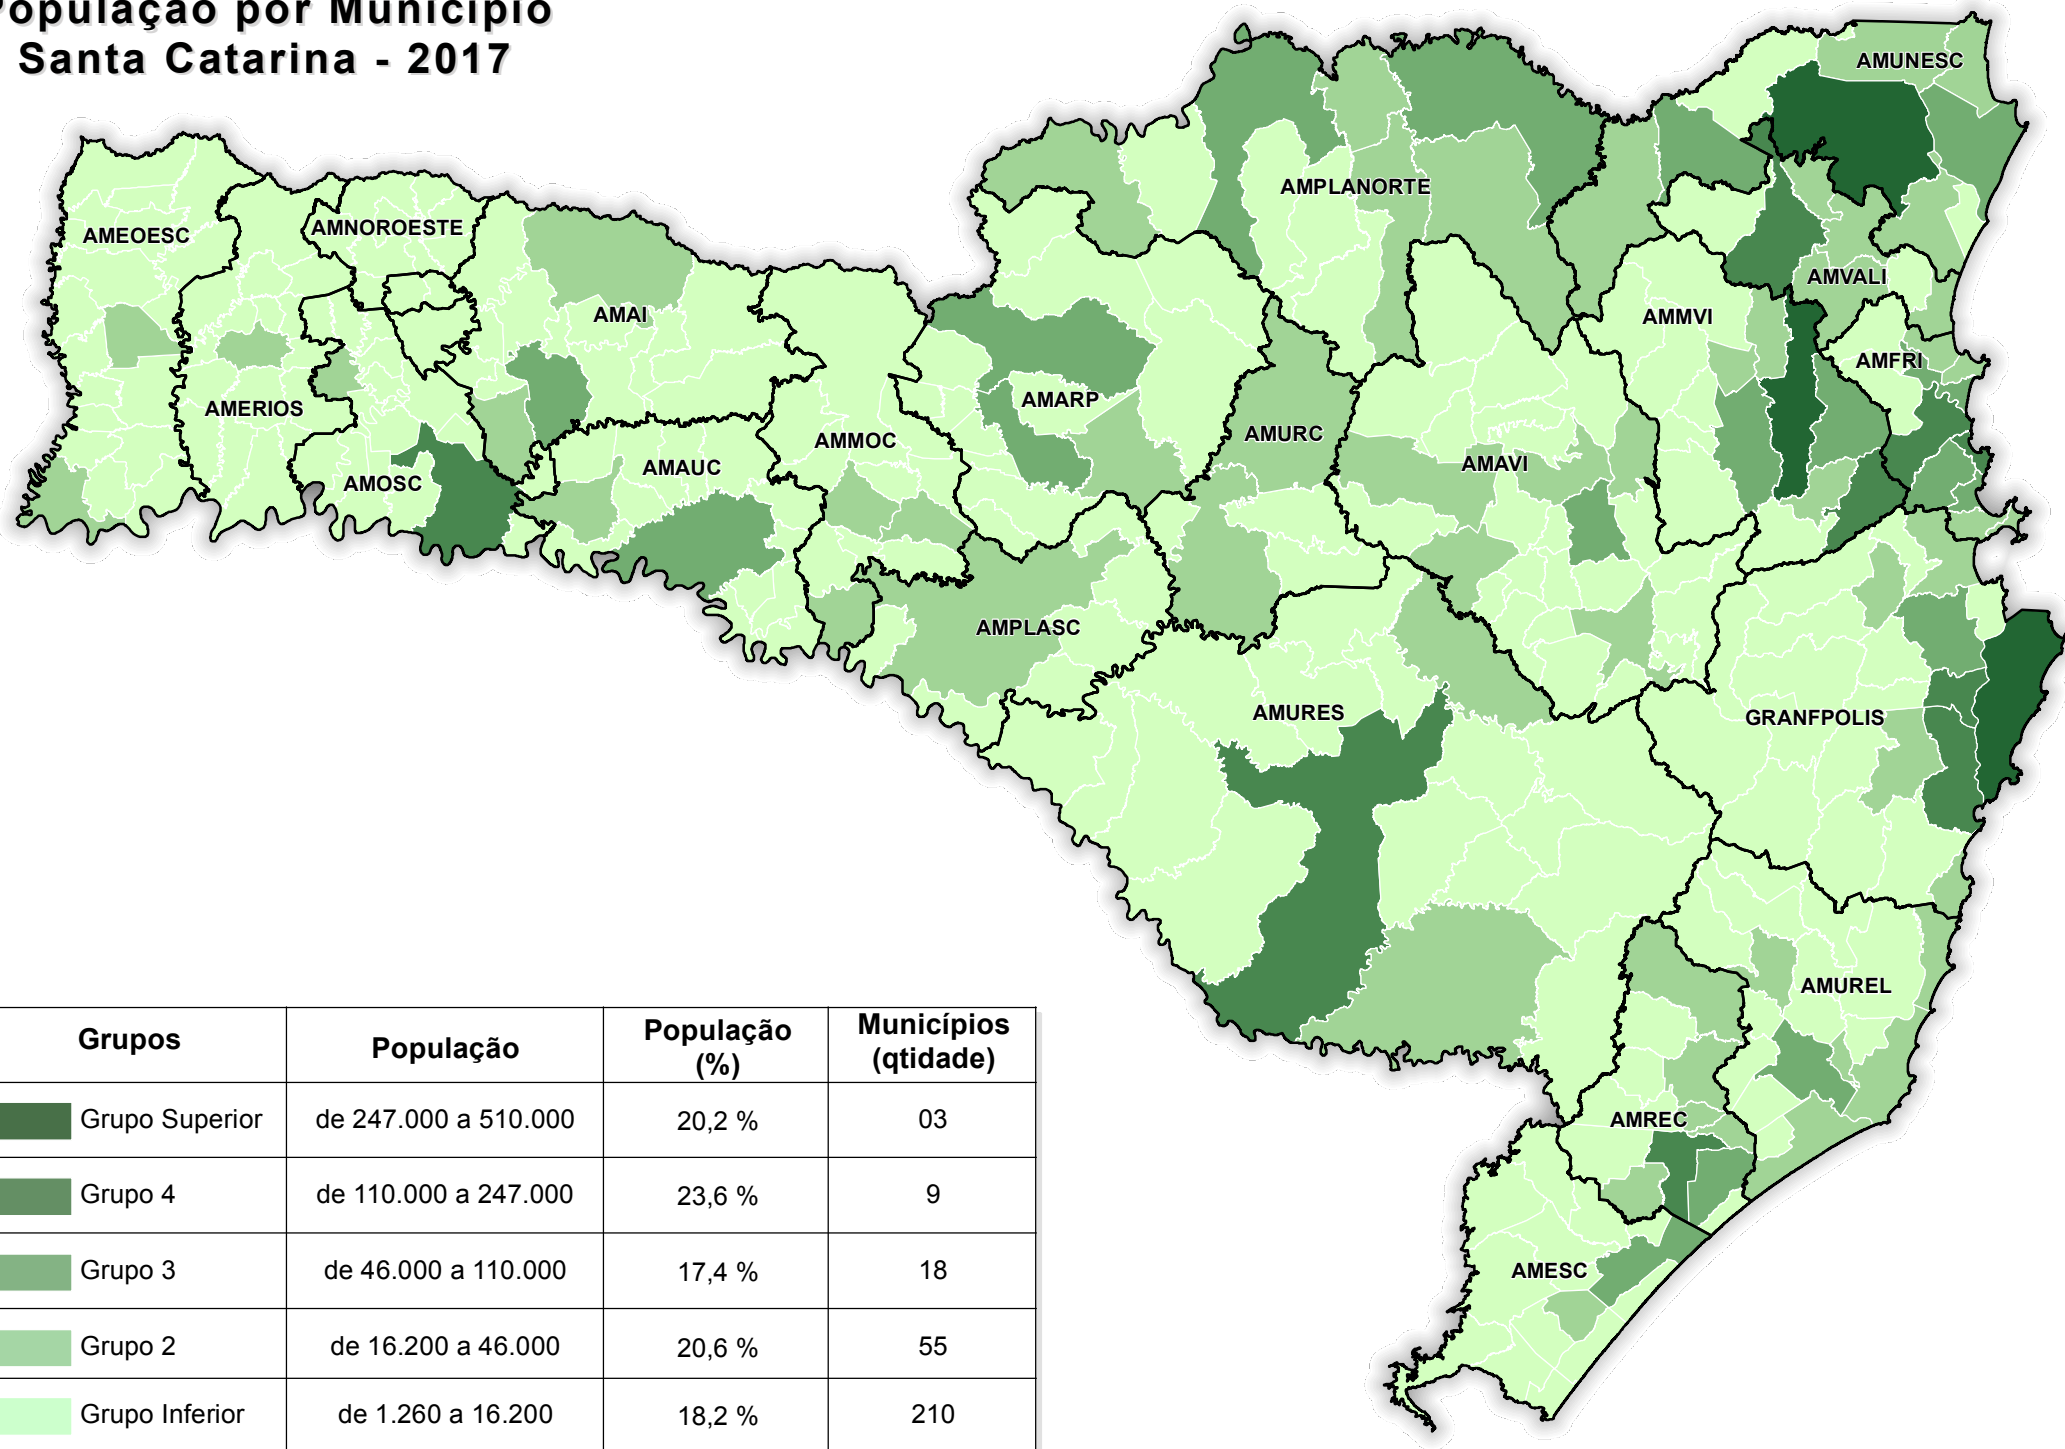 População por Município
Santa Catarina - 2017
AMUNESC
AMPLANORTE
AMEOESC
AMNOROESTE
AMVALI
AMAI
AMMVI
AMFRI
AMERIOS
AMARP
AMURC
AMMOC
AMAVI
AMAUC
AMOSC
AMPLASC
AMURES
GRANFPOLIS
AMUREL
AMREC
AMESC
Grupos População População (%) Municípios (qtidade)
Grupo Superior de 247.000 a 510.000 20,2 % 03
Grupo 4 de 110.000 a 247.000 23,6 % 9
Grupo 3 de 46.000 a 110.000 17,4 % 18
Grupo 2 de 16.200 a 46.000 20,6 % 55
Grupo Inferior de 1.260 a 16.200 18,2 % 210